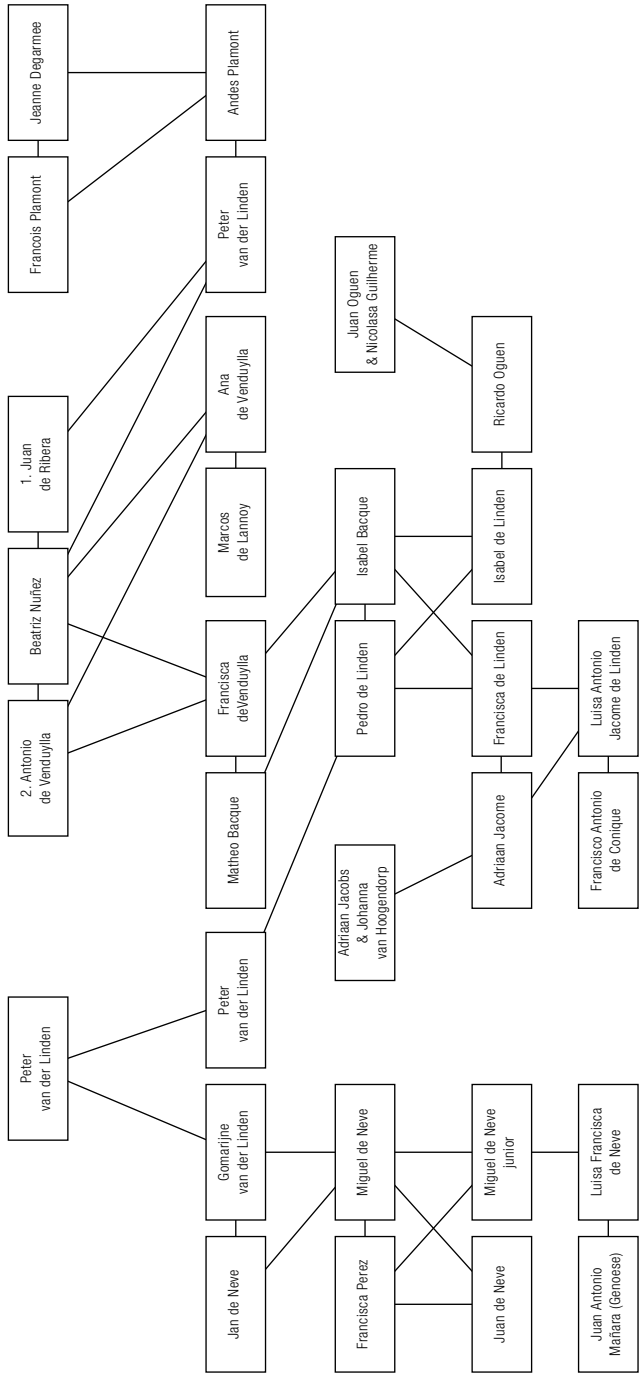 Peter
van der Linden
2. Antonio
de Venduylla
Beatriz Nuñez
1. Juan
de Ribera
Francois Plamont
Jeanne Degarmee
Jan de Neve
Gomarijne
van der Linden
Peter
van der Linden
Matheo Bacque
Francisca
deVenduylla
Marcos
de Lannoy
Ana
de Venduylla
Peter
van der Linden
Andes Plamont
Francisca Perez
Miguel de Neve
Adriaan Jacobs
& Johanna
van Hoogendorp
Pedro de Linden
Isabel Bacque
Juan Oguen
& Nicolasa Guilherme
Juan de Neve
Miguel de Neve
junior
Adriaan Jacome
Francisca de Linden
Isabel de Linden
Ricardo Oguen
Juan Antonio
Mañara (Genoese)
Luisa Francisca
de Neve
Francisco Antonio
de Conique
Luisa Antonio
Jacome de Linden